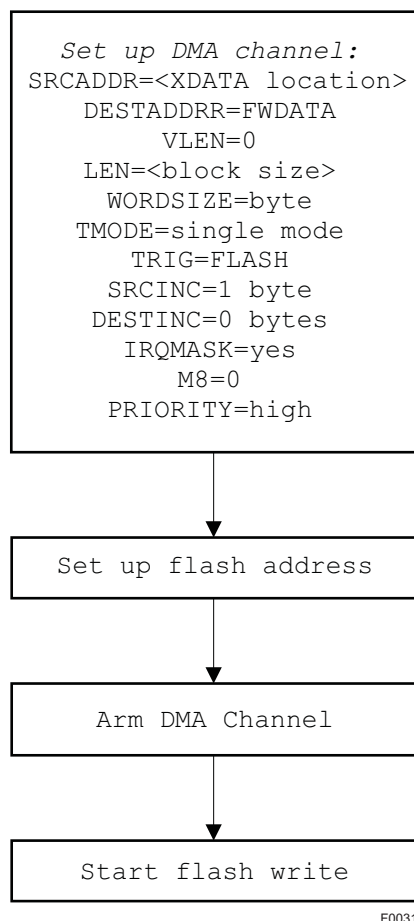 Set up DMA channel:
SRCADDR=<XDATA location>
DESTADDRR=FWDATA
VLEN=0
LEN=<block size>
WORDSIZE=byte
TMODE=single mode
TRIG=FLASH
SRCINC=1 byte
DESTINC=0 bytes
IRQMASK=yes
M8=0
PRIORITY=high
Set up flash address
Arm DMA Channel
Start flash write